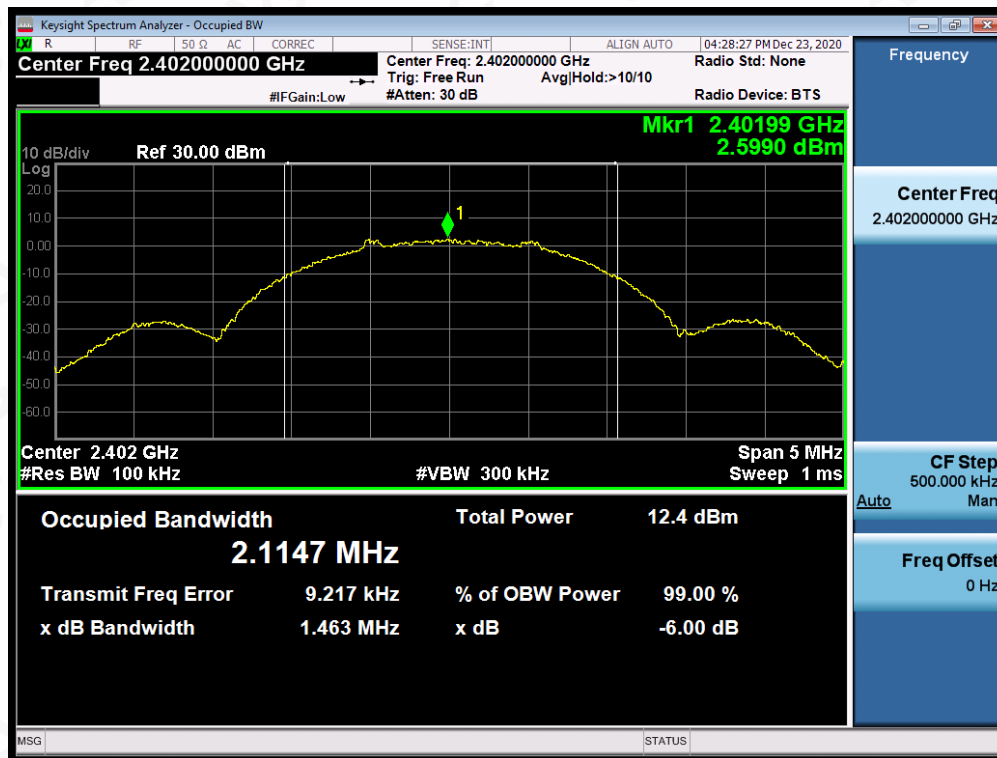 Keysight Spectrum Analyzer - Occupied BW
LXI R RF 50 Ω AC CORREC SENSE:INT ALIGN AUTO 04:28:27 PM Dec 23, 2020
Center Freq 2.402000000 GHz
Center Freq: 2.402000000 GHz
Radio Std: None
Trig: Free Run Avg|Hold:>10/10
#IFGain:Low
#Atten: 30 dB
Radio Device: BTS
Mkr1 2.40199 GHz
2.5990 dBm
10 dB/div Ref 30.00 dBm
Log
20.0
10.0
0.00
-10.0
-20.0
-30.0
-40.0
-50.0
-60.0
1
Center 2.402 GHz
Span 5 MHz
#Res BW 100 kHz
#VBW 300 kHz
Sweep 1 ms
Occupied Bandwidth
2.1147 MHz
Total Power 12.4 dBm
Transmit Freq Error 9.217 kHz
% of OBW Power 99.00 %
x dB Bandwidth 1.463 MHz
x dB -6.00 dB
Frequency
Center Freq
2.402000000 GHz
CF Step
500.000 kHz
Auto Man
Freq Offset
0 Hz
MSG
STATUS